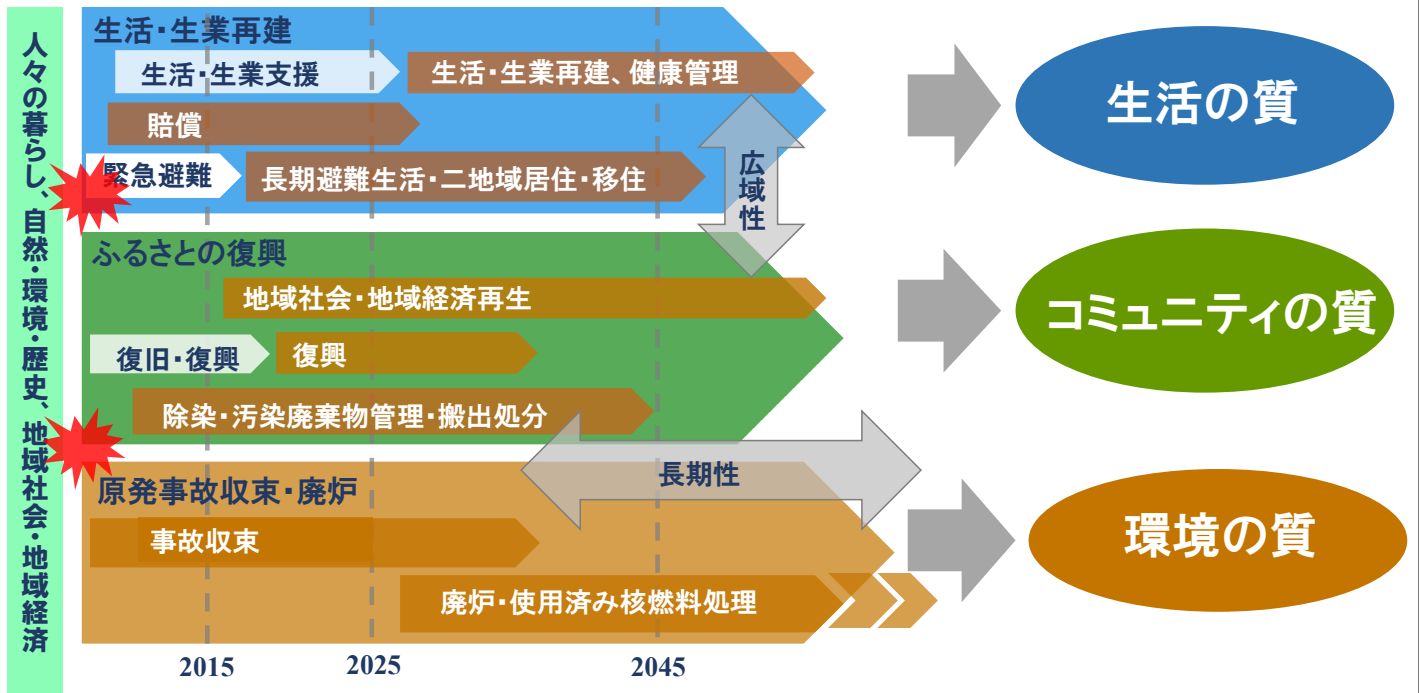 人々の暮らし、自然・環境・歴史、地域社会・地域経済
生活・生業再建
生活・生業支援
生活・生業再建、健康管理
賠償
緊急避難
長期避難生活・二地域居住・移住
広域性
生活の質
ふるさとの復興
地域社会・地域経済再生
復旧・復興
復興
除染・汚染廃棄物管理・搬出処分
コミュニティの質
長期性
原発事故収束・廃炉
事故収束
廃炉・使用済み核燃料処理
環境の質
2015
2025
2045